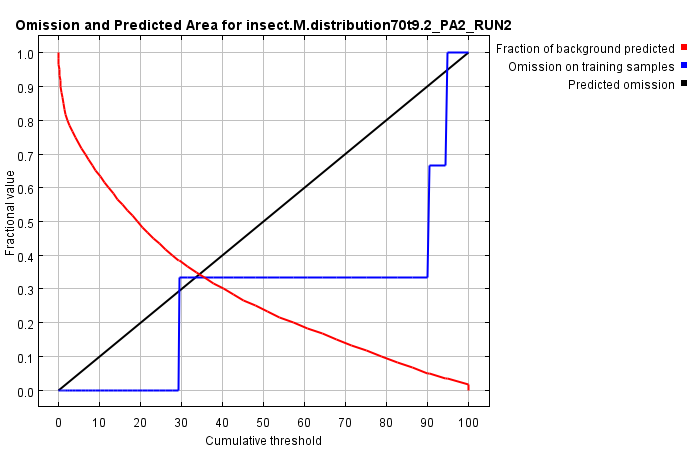 Omission and Predicted Area for insect.M.distribution70t9.2_PA2_RUN2
Fraction of background predicted
Omission on training samples
Predicted omission
1.0
0.9
0.8
0.7
0.6
0.5
0.4
0.3
0.2
0.1
0.0
Fractional value
0 10 20 30 40 50 60 70 80 90 100
Cumulative threshold